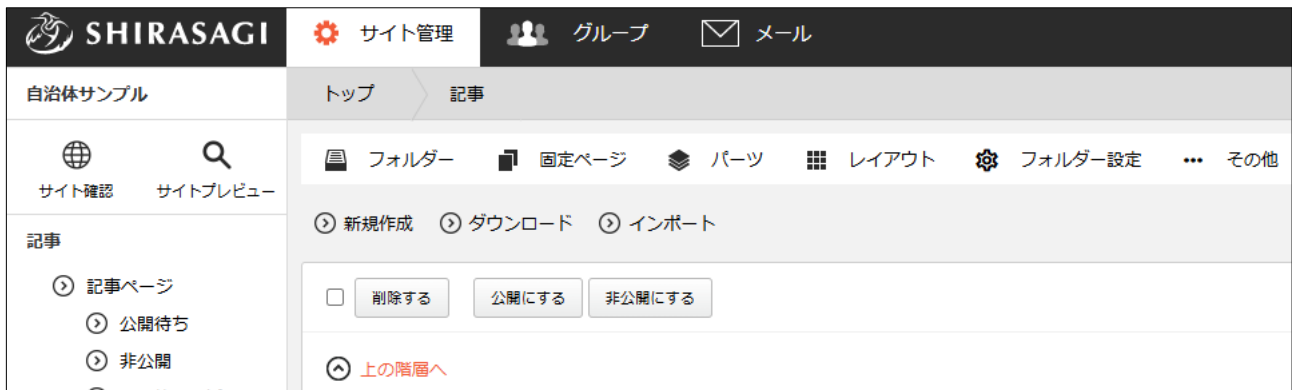 SHIRASAGI サイト管理 グループ メール
自治体サンプル トップ 記事
フォルダー 固定ページ パーツ レイアウト フォルダー設定 その他
サイト確認 サイトプレビュー
新規作成 ダウンロード インポート
記事
記事ページ
削除する 公開にする 非公開にする
公開待ち
非公開
上の階層へ